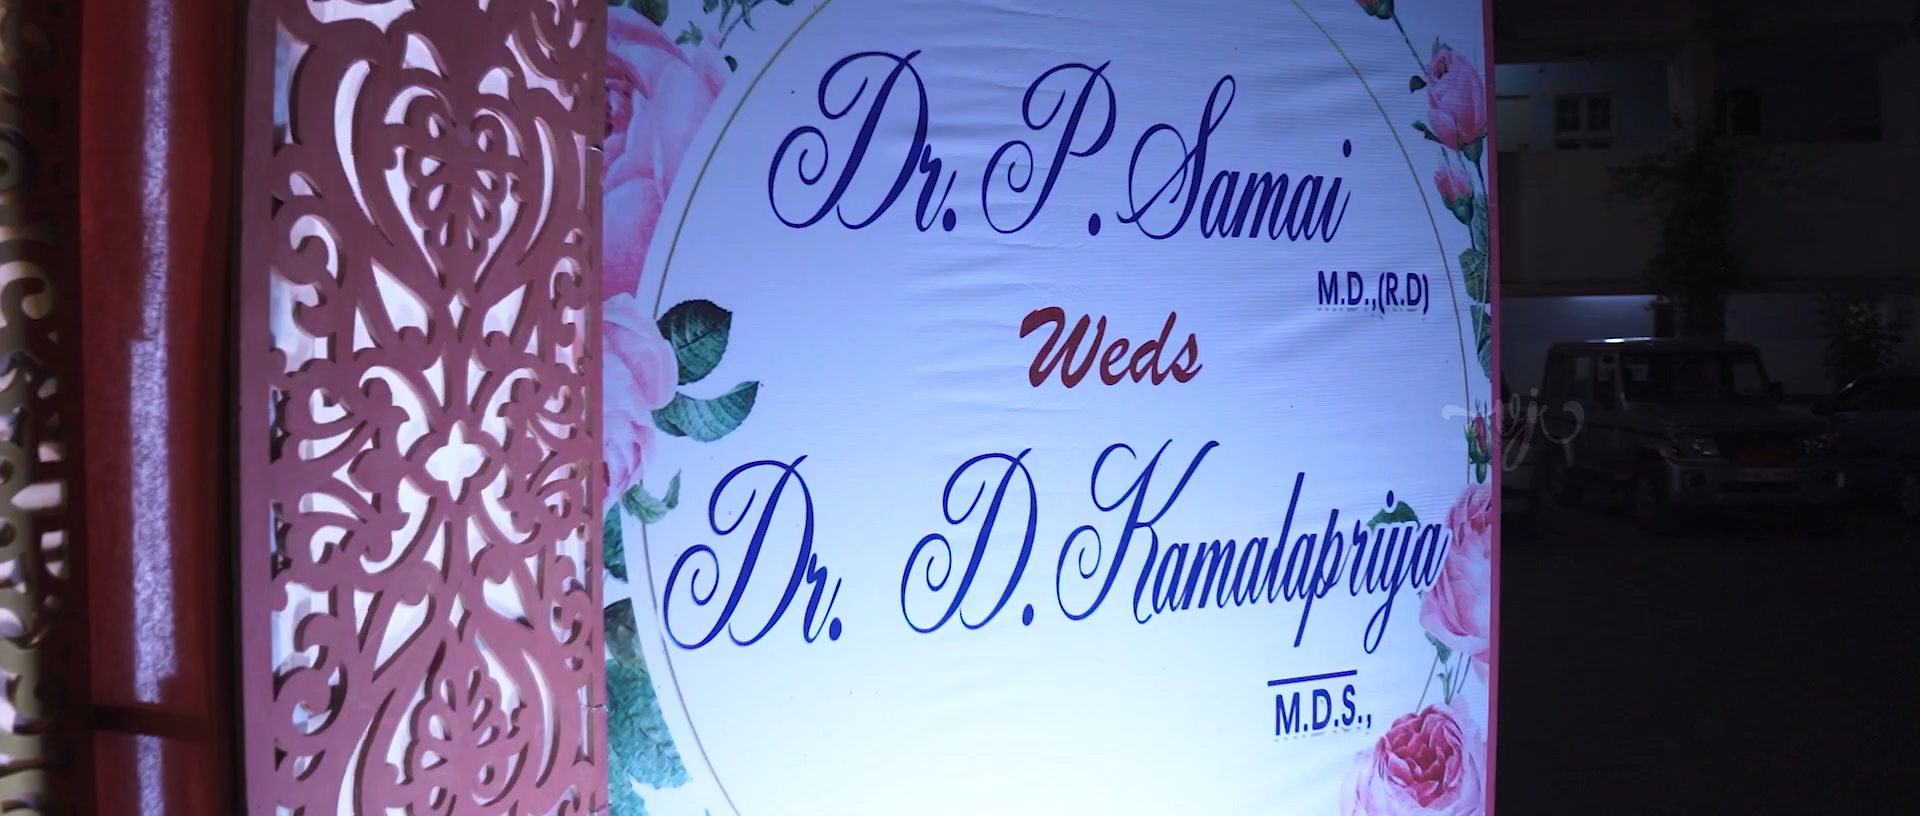 Dr. P. Samai
M.D.,(R.D)
Weds
Dr. D. Kamalapriya
M.D.S.,